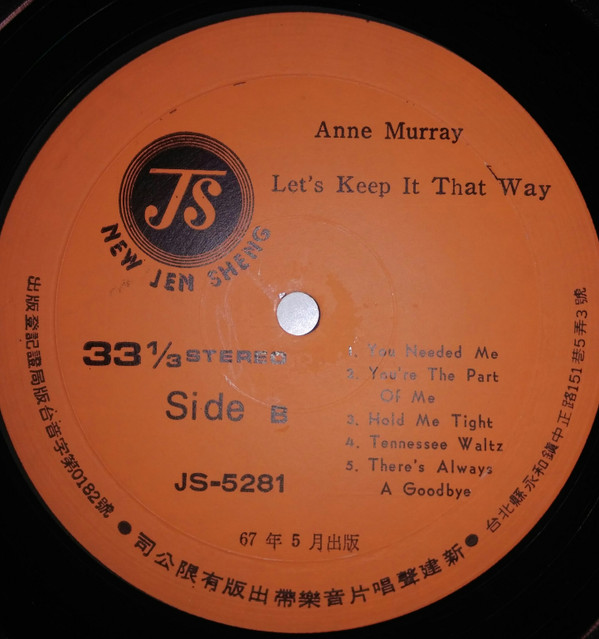 Anne Murray
Let's Keep It That Way
JS
NEW JEN SHENG
33 1/3 STEREO
Side B
JS-5281
1. You Needed Me
2. You're The Part
Of Me
3. Hold Me Tight
4. Tennessee Waltz
5. There's Always
A Goodbye
67 年 5 月出版
出版登記證局版台音字第0182號
新建聲唱片音樂帶出版有限公司
台北縣永和鎮中正路151巷5弄3號